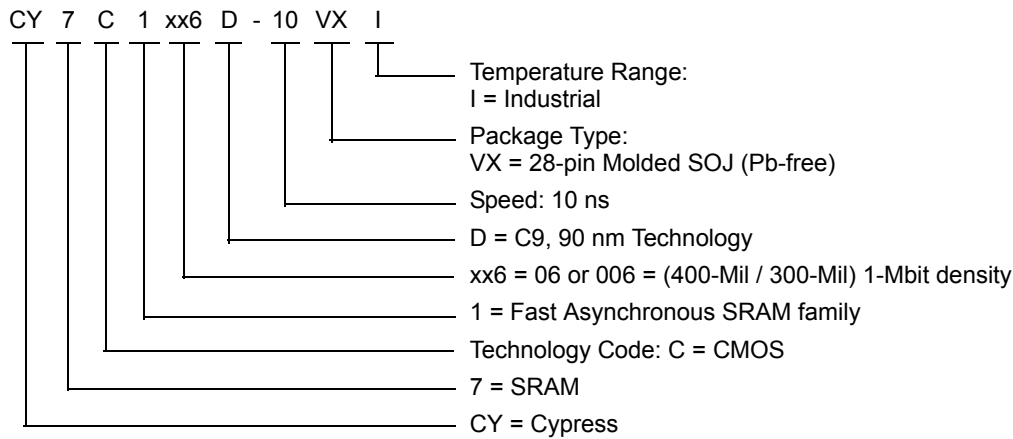 CY 7 C 1 xx6 D - 10 VX I
Temperature Range:
I = Industrial
Package Type:
VX = 28-pin Molded SOJ (Pb-free)
Speed: 10 ns
D = C9, 90 nm Technology
xx6 = 06 or 006 = (400-Mil / 300-Mil) 1-Mbit density
1 = Fast Asynchronous SRAM family
Technology Code: C = CMOS
7 = SRAM
CY = Cypress